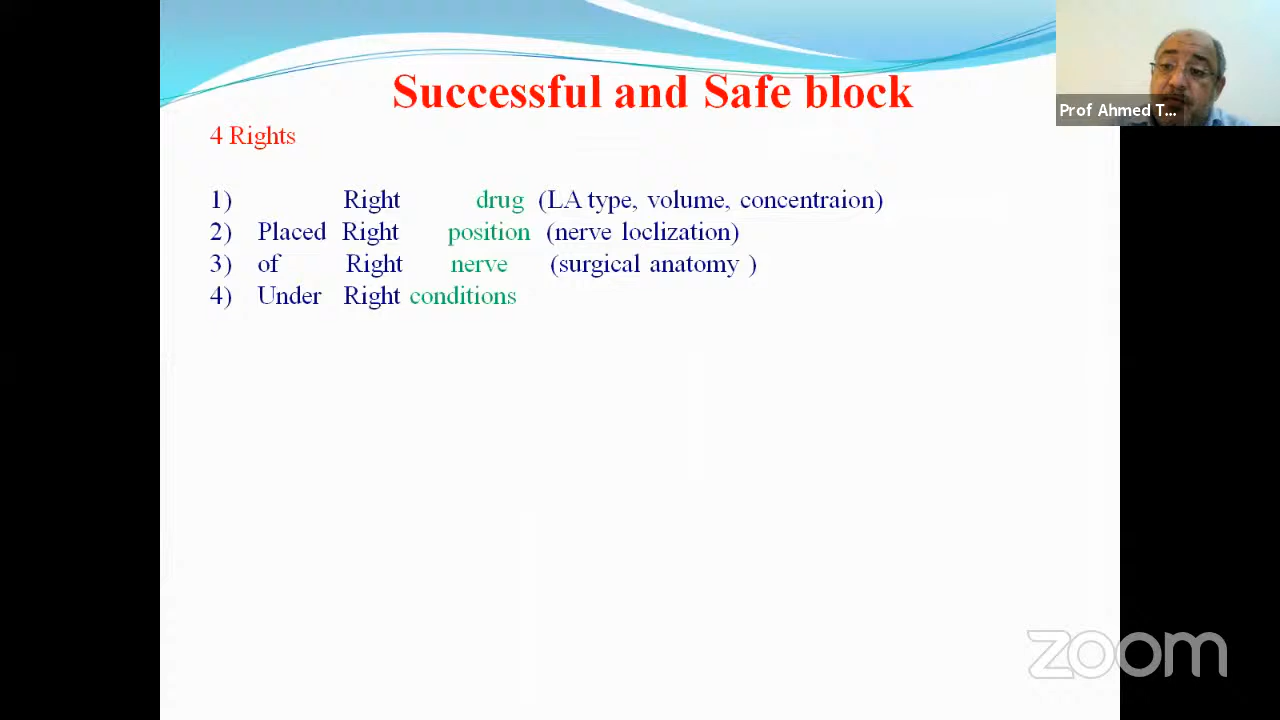 Successful and Safe block
Prof Ahmed T...
4 Rights
1) Right drug (LA type, volume, concentraion)
2) Placed Right position (nerve loclization)
3) of Right nerve (surgical anatomy )
4) Under Right conditions
zoom